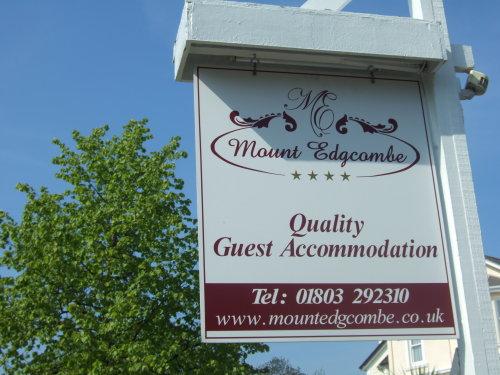 ME
Mount Edgcombe
Quality
Guest Accommodation
Tel: 01803 292310
www.mountedgcombe.co.uk